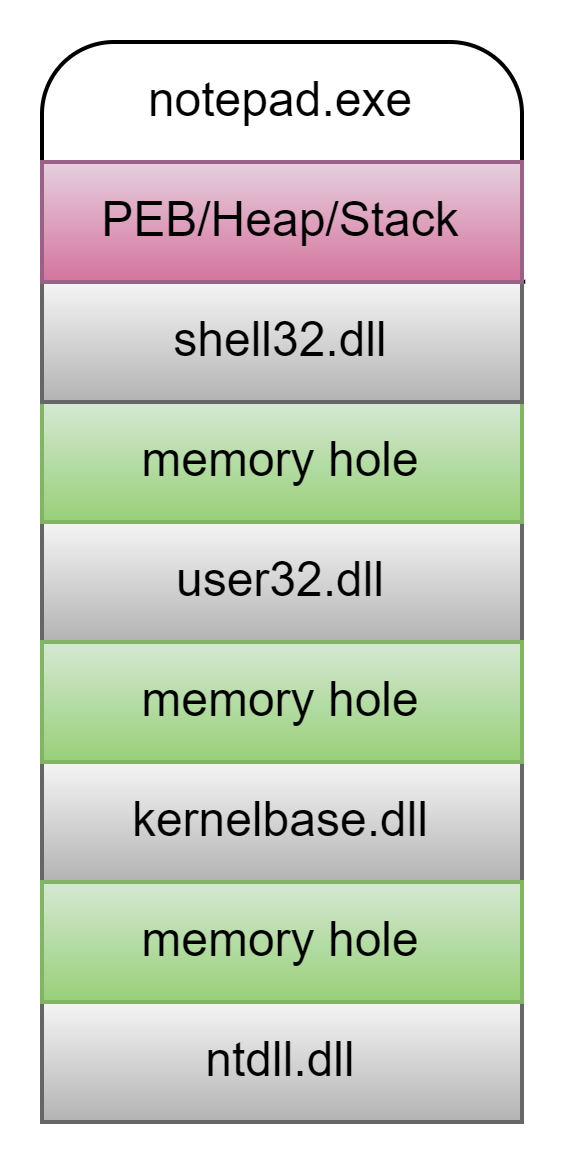 notepad.exe
PEB/Heap/Stack
shell32.dll
memory hole
user32.dll
memory hole
kernelbase.dll
memory hole
ntdll.dll